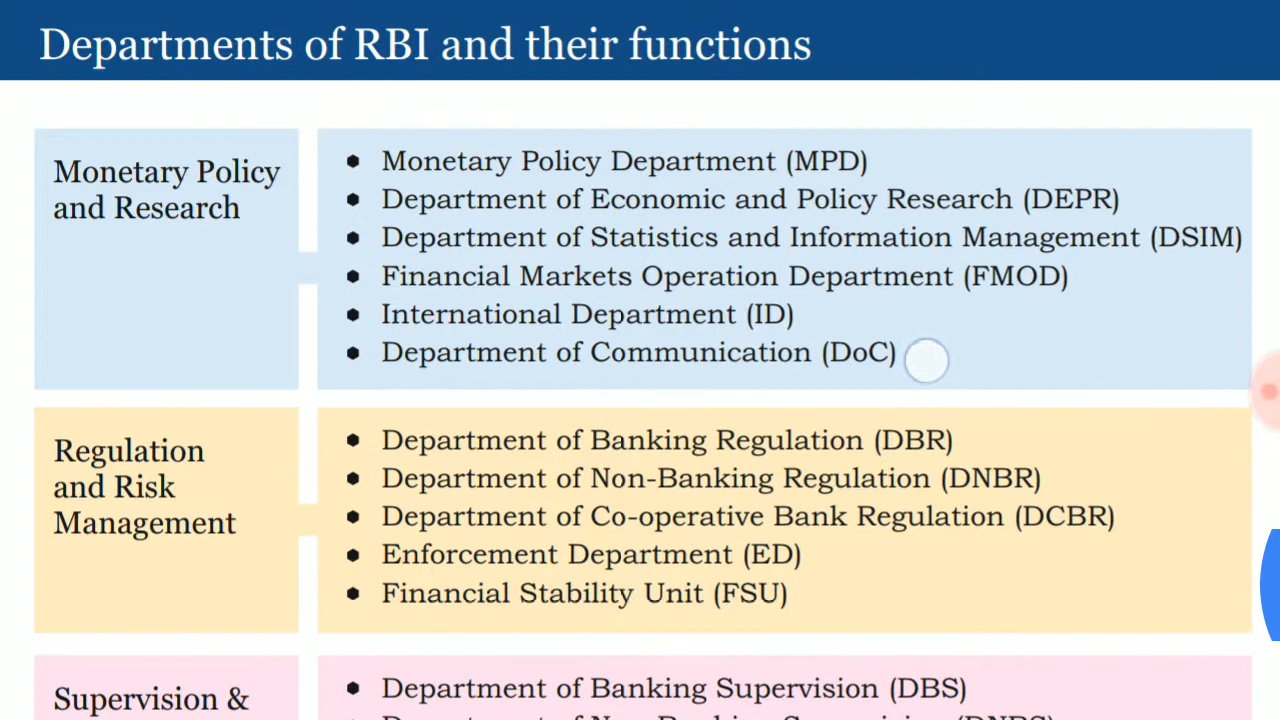 Departments of RBI and their functions
Monetary Policy
and Research
Monetary Policy Department (MPD)
Department of Economic and Policy Research (DEPR)
Department of Statistics and Information Management (DSIM)
Financial Markets Operation Department (FMOD)
International Department (ID)
Department of Communication (DoC)
Regulation
and Risk
Management
Department of Banking Regulation (DBR)
Department of Non-Banking Regulation (DNBR)
Department of Co-operative Bank Regulation (DCBR)
Enforcement Department (ED)
Financial Stability Unit (FSU)
Supervision &
Department of Banking Supervision (DBS)